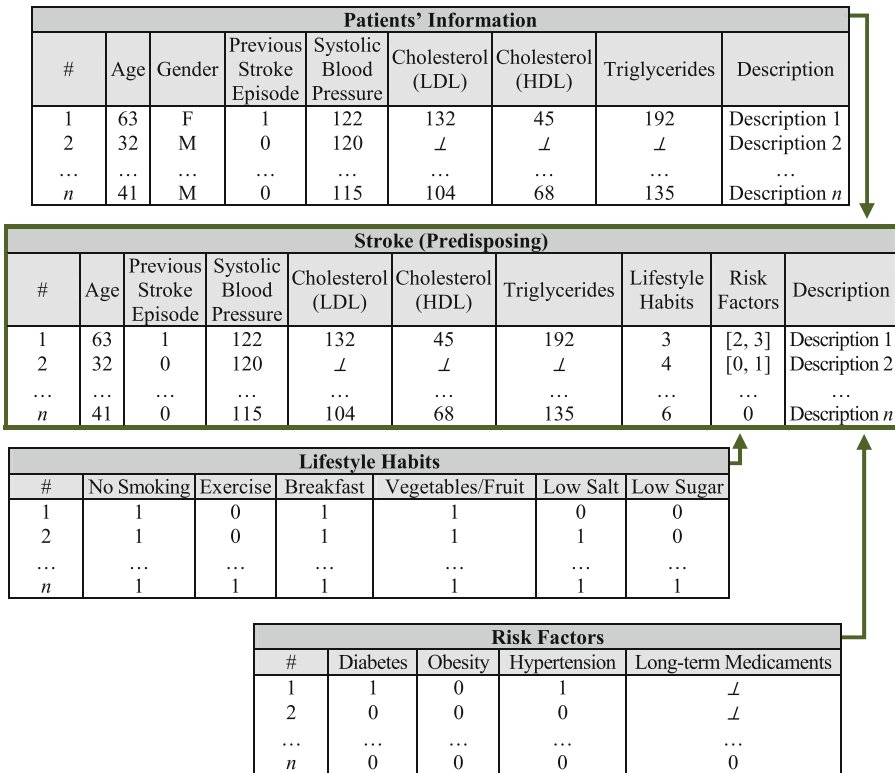 Patients' Information
# Age Gender Previous Stroke Episode Systolic Blood Pressure Cholesterol (LDL) Cholesterol (HDL) Triglycerides Description
1 63 F 1 122 132 45 192 Description 1
2 32 M 0 120 ⊥ ⊥ ⊥ Description 2
… … … … … … … … …
n 41 M 0 115 104 68 135 Description n
Stroke (Predisposing)
# Age Previous Stroke Episode Systolic Blood Pressure Cholesterol (LDL) Cholesterol (HDL) Triglycerides Lifestyle Habits Risk Factors Description
1 63 1 122 132 45 192 3 [2, 3] Description 1
2 32 0 120 ⊥ ⊥ ⊥ 4 [0, 1] Description 2
… … … … … … … … … …
n 41 0 115 104 68 135 6 0 Description n
Lifestyle Habits
# No Smoking Exercise Breakfast Vegetables/Fruit Low Salt Low Sugar
1 1 0 1 1 0 0
2 1 0 1 1 1 0
… … … … … … …
n 1 1 1 1 1 1
Risk Factors
# Diabetes Obesity Hypertension Long-term Medicaments
1 1 0 1 ⊥
2 0 0 0 ⊥
… … … … …
n 0 0 0 0